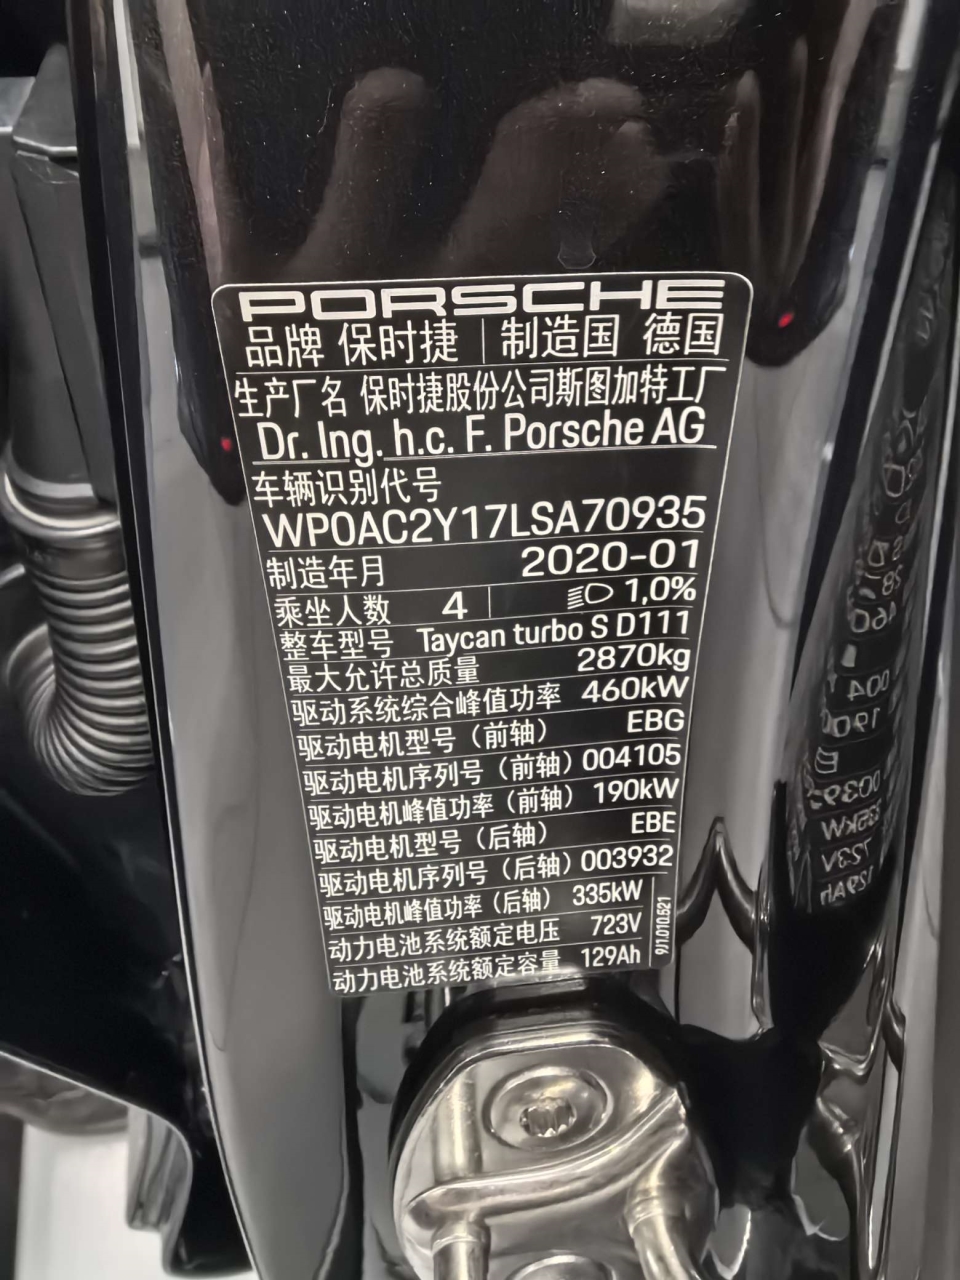 PORSCHE
品牌 保时捷 制造国 德国
生产厂名 保时捷股份公司斯图加特工厂
Dr. Ing. h.c. F. Porsche AG
车辆识别代号
WP0AC2Y17LSA70935
制造年月 2020-01
乘坐人数 4 1,0%
整车型号 Taycan turbo S D111
最大允许总质量 2870kg
驱动系统综合峰值功率 460kW
驱动电机型号（前轴） EBG
驱动电机序列号（前轴） 004105
驱动电机峰值功率（前轴） 190kW
驱动电机型号（后轴） EBE
驱动电机序列号（后轴） 003932
驱动电机峰值功率（后轴） 335kW
动力电池系统额定电压 723V
动力电池系统额定容量 129Ah
9J1.010.621